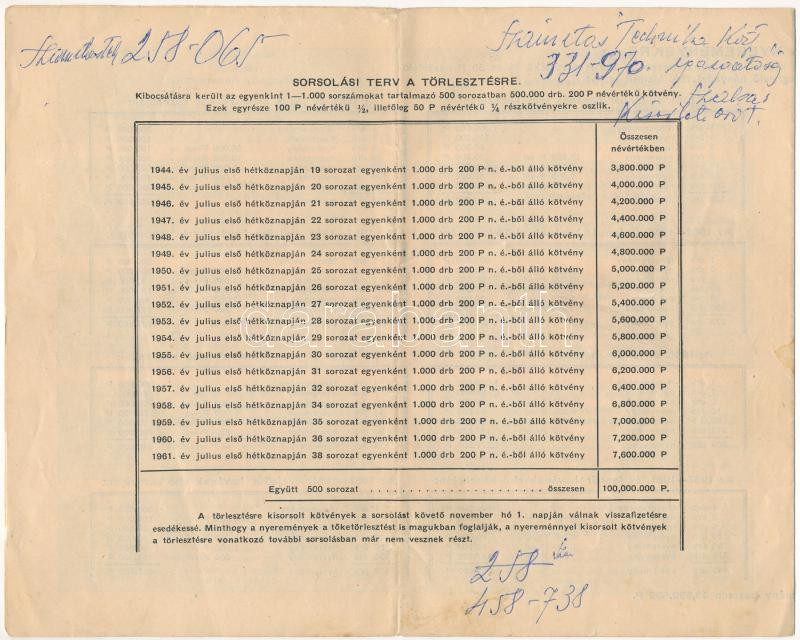 258-065
Technika
331-970.
SORSOLÁSI TERV A TÖRLESZTÉSRE.
Kibocsátásra került az egyenkint 1—1.000 sorszámokat tartalmazó 500 sorozatban 500.000 drb. 200 P névértékű kötvény.
Ezek egyrésze 100 P névértékű ½, illetőleg 50 P névértékű ¼ részkötvényekre oszlik.
Összesen
névértékben
1944. év julius első hétköznapján 19 sorozat egyenként 1.000 drb 200 P n. é.-ből álló kötvény 3,800.000 P
1945. év julius első hétköznapján 20 sorozat egyenként 1.000 drb 200 P n. é.-ből álló kötvény 4,000.000 P
1946. év julius első hétköznapján 21 sorozat egyenként 1.000 drb 200 P n. é.-ből álló kötvény 4,200.000 P
1947. év julius első hétköznapján 22 sorozat egyenként 1.000 drb 200 P n. é.-ből álló kötvény 4,400.000 P
1948. év julius első hétköznapján 23 sorozat egyenként 1.000 drb 200 P n. é.-ből álló kötvény 4,600.000 P
1949. év julius első hétköznapján 24 sorozat egyenként 1.000 drb 200 P n. é.-ből álló kötvény 4,800.000 P
1950. év julius első hétköznapján 25 sorozat egyenként 1.000 drb 200 P n. é.-ből álló kötvény 5,000.000 P
1951. év julius első hétköznapján 26 sorozat egyenként 1.000 drb 200 P n. é.-ből álló kötvény 5,200.000 P
1952. év julius első hétköznapján 27 sorozat egyenként 1.000 drb 200 P n. é.-ből álló kötvény 5,400.000 P
1953. év julius első hétköznapján 28 sorozat egyenként 1.000 drb 200 P n. é.-ből álló kötvény 5,600.000 P
1954. év julius első hétköznapján 29 sorozat egyenként 1.000 drb 200 P n. é.-ből álló kötvény 5,800.000 P
1955. év julius első hétköznapján 30 sorozat egyenként 1.000 drb 200 P n. é.-ből álló kötvény 6,000.000 P
1956. év julius első hétköznapján 31 sorozat egyenként 1.000 drb 200 P n. é.-ből álló kötvény 6,200.000 P
1957. év julius első hétköznapján 32 sorozat egyenként 1.000 drb 200 P n. é.-ből álló kötvény 6,400.000 P
1958. év julius első hétköznapján 34 sorozat egyenként 1.000 drb 200 P n. é.-ből álló kötvény 6,800.000 P
1959. év julius első hétköznapján 35 sorozat egyenként 1.000 drb 200 P n. é.-ből álló kötvény 7,000.000 P
1960. év julius első hétköznapján 36 sorozat egyenként 1.000 drb 200 P n. é.-ből álló kötvény 7,200.000 P
1961. év julius első hétköznapján 38 sorozat egyenként 1.000 drb 200 P n. é.-ből álló kötvény 7,600.000 P
Együtt 500 sorozat . . . . . . . . . . . . . . . . . . . . . összesen 100,000.000 P.
A törlesztésre kisorsolt kötvények a sorsolást követő november hó 1. napján válnak visszafizetésre
esedékessé. Minthogy a nyeremények a tőketörlesztést is magukban foglalják, a nyereménnyel kisorsolt kötvények
a törlesztésre vonatkozó további sorsolásban már nem vesznek részt.
258
458-738
darabanth